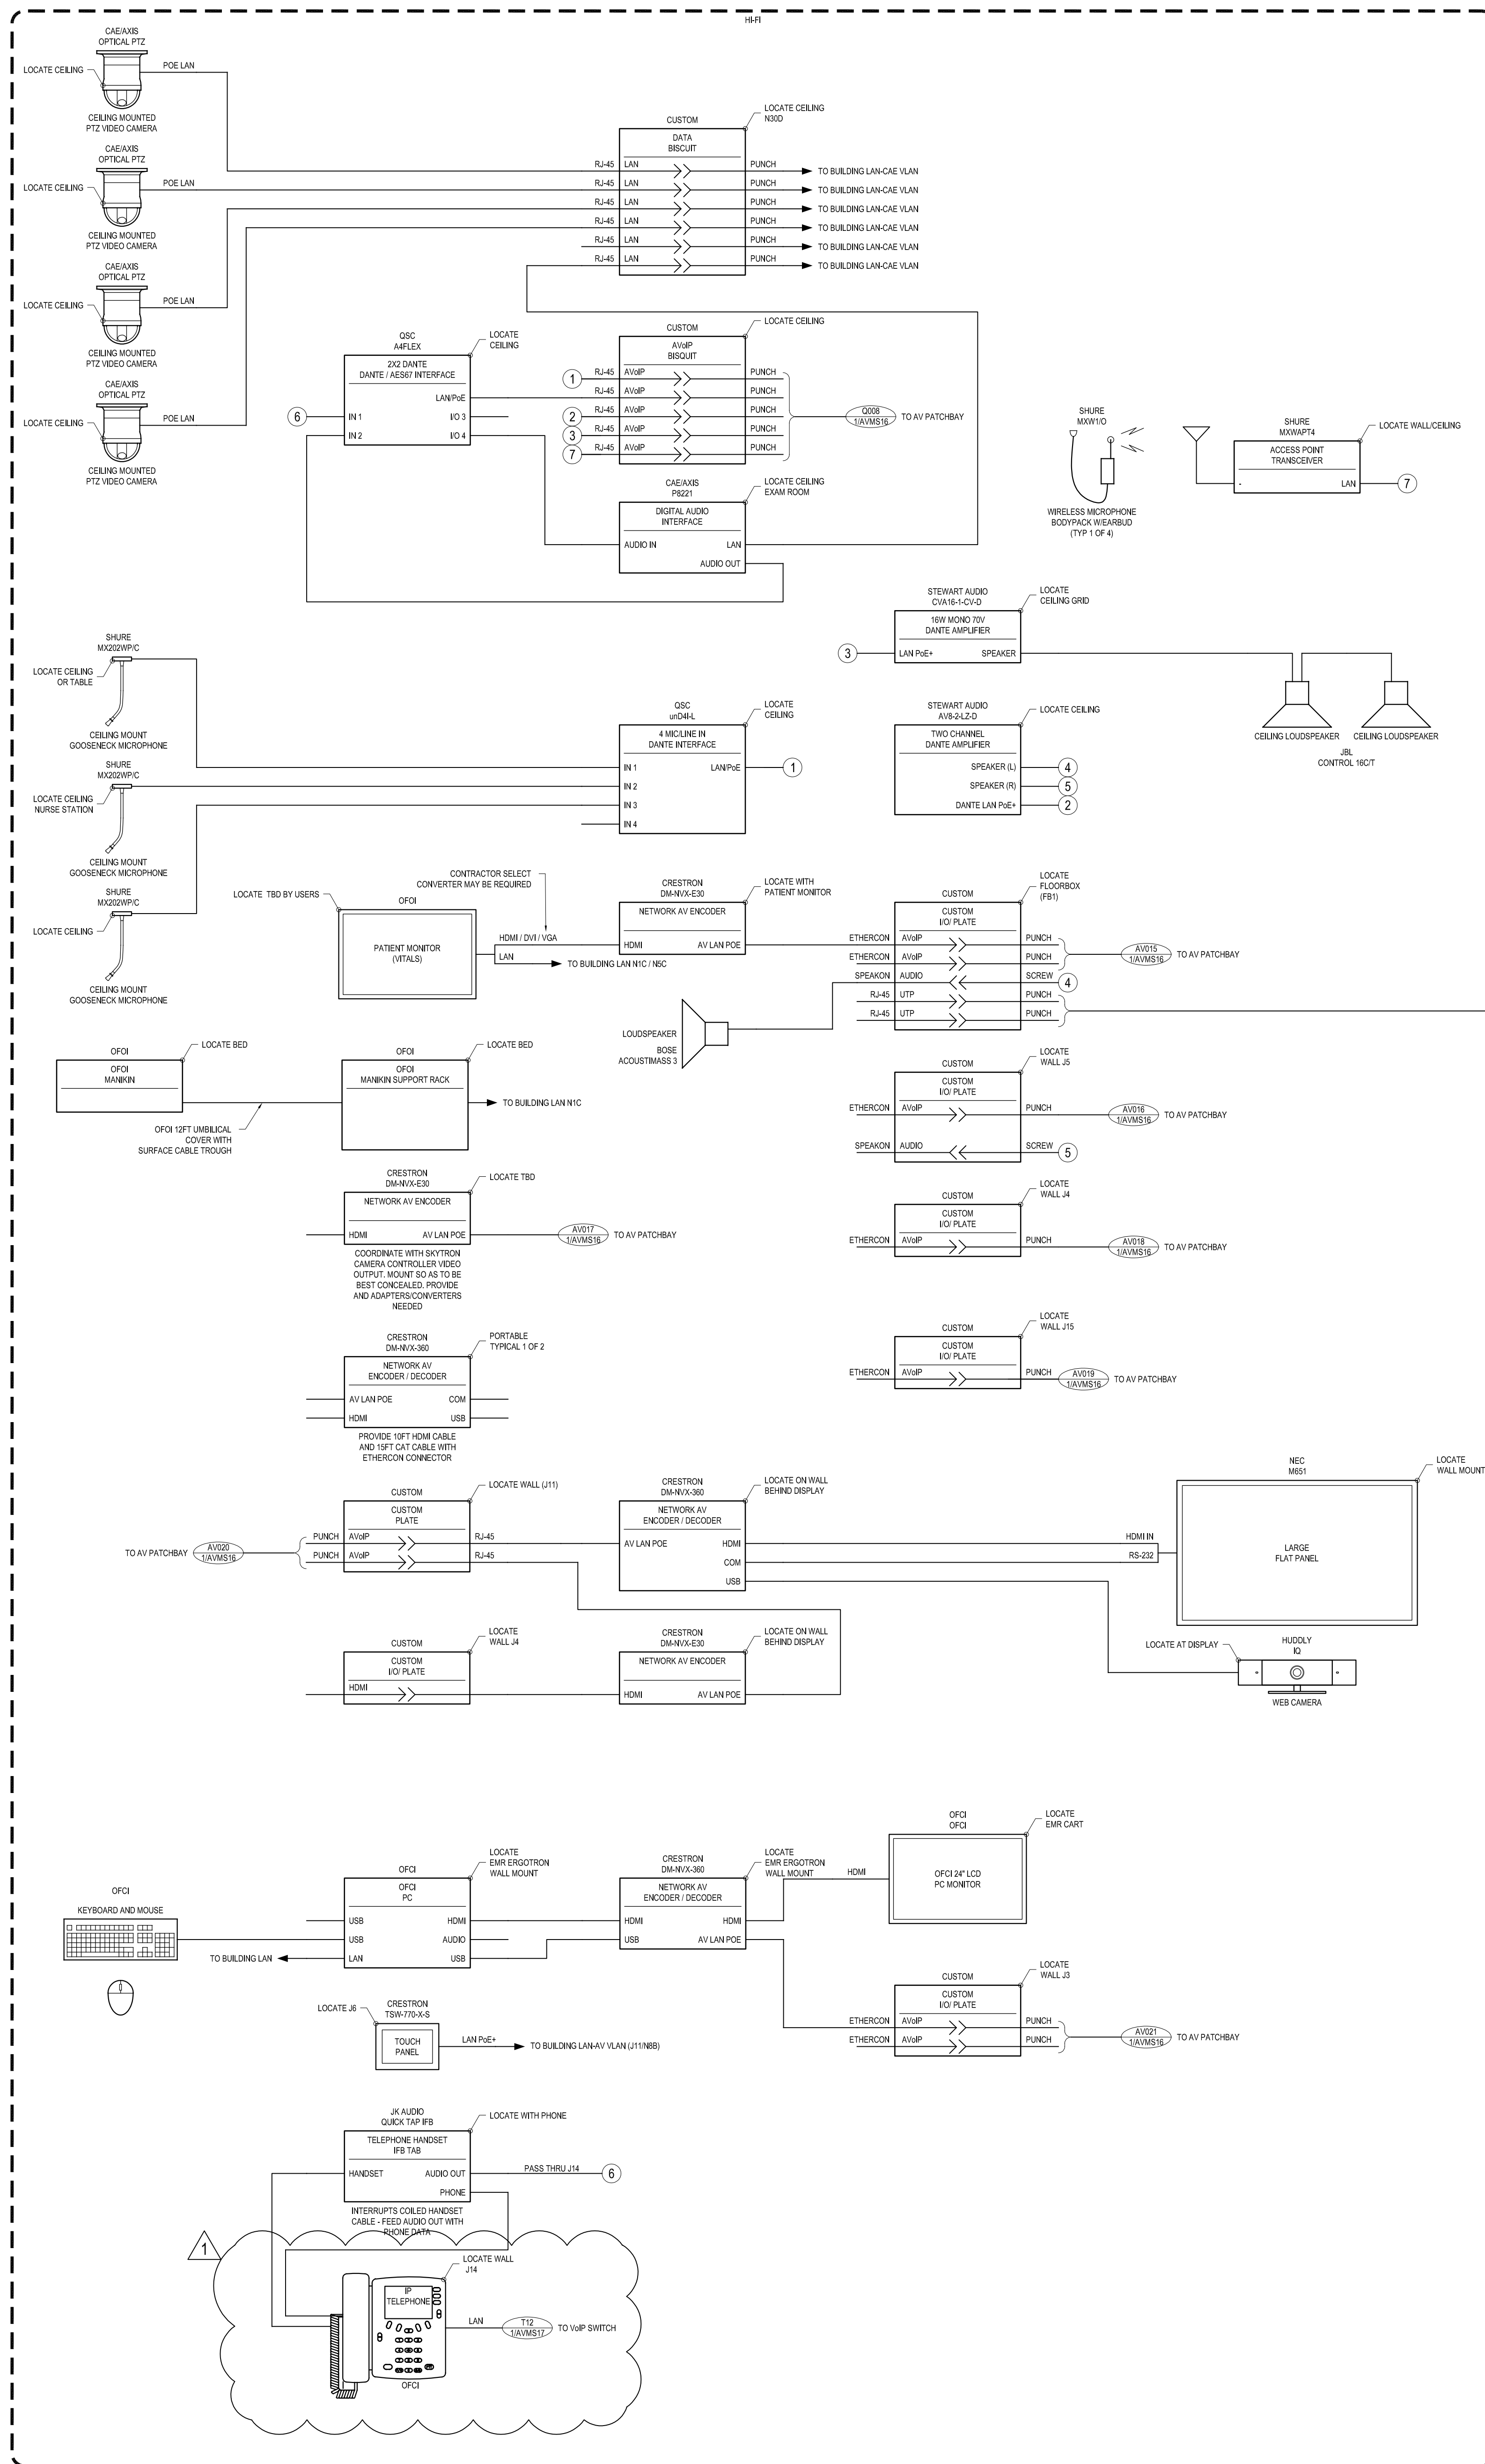 HI-FI
CAE/AXIS
OPTICAL PTZ
LOCATE CEILING
POE LAN
CEILING MOUNTED
PTZ VIDEO CAMERA
CAE/AXIS
OPTICAL PTZ
LOCATE CEILING
POE LAN
CEILING MOUNTED
PTZ VIDEO CAMERA
CAE/AXIS
OPTICAL PTZ
LOCATE CEILING
POE LAN
CEILING MOUNTED
PTZ VIDEO CAMERA
CAE/AXIS
OPTICAL PTZ
LOCATE CEILING
POE LAN
CEILING MOUNTED
PTZ VIDEO CAMERA
CUSTOM
LOCATE CEILING
N30D
DATA
BISCUIT
RJ-45 LAN PUNCH TO BUILDING LAN-CAE VLAN
RJ-45 LAN PUNCH TO BUILDING LAN-CAE VLAN
RJ-45 LAN PUNCH TO BUILDING LAN-CAE VLAN
RJ-45 LAN PUNCH TO BUILDING LAN-CAE VLAN
RJ-45 LAN PUNCH TO BUILDING LAN-CAE VLAN
RJ-45 LAN PUNCH TO BUILDING LAN-CAE VLAN
QSC
A4FLEX
LOCATE
CEILING
2X2 DANTE
DANTE / AES67 INTERFACE
LAN/PoE
6 IN 1 I/O 3
IN 2 I/O 4
CUSTOM
LOCATE CEILING
AVoIP
BISQUIT
1 RJ-45 AVoIP PUNCH
RJ-45 AVoIP PUNCH
2 RJ-45 AVoIP PUNCH
3 RJ-45 AVoIP PUNCH
7 RJ-45 AVoIP PUNCH
Q008
1/AVMS16
TO AV PATCHBAY
CAE/AXIS
P8221
LOCATE CEILING
EXAM ROOM
DIGITAL AUDIO
INTERFACE
AUDIO IN LAN
AUDIO OUT
SHURE
MXW1/O
WIRELESS MICROPHONE
BODYPACK W/EARBUD
(TYP 1 OF 4)
SHURE
MXWAPT4
LOCATE WALL/CEILING
ACCESS POINT
TRANSCEIVER
- LAN 7
STEWART AUDIO
CVA16-1-CV-D
LOCATE
CEILING GRID
16W MONO 70V
DANTE AMPLIFIER
3 LAN PoE+ SPEAKER
CEILING LOUDSPEAKER CEILING LOUDSPEAKER
JBL
CONTROL 16C/T
SHURE
MX202WP/C
LOCATE CEILING
OR TABLE
CEILING MOUNT
GOOSENECK MICROPHONE
SHURE
MX202WP/C
LOCATE CEILING
NURSE STATION
CEILING MOUNT
GOOSENECK MICROPHONE
SHURE
MX202WP/C
LOCATE CEILING
CEILING MOUNT
GOOSENECK MICROPHONE
QSC
unD4I-L
LOCATE
CEILING
4 MIC/LINE IN
DANTE INTERFACE
IN 1 LAN/PoE 1
IN 2
IN 3
IN 4
STEWART AUDIO
AV8-2-LZ-D
LOCATE CEILING
TWO CHANNEL
DANTE AMPLIFIER
SPEAKER (L) 4
SPEAKER (R) 5
DANTE LAN PoE+ 2
LOCATE TBD BY USERS
OFOI
PATIENT MONITOR
(VITALS)
CONTRACTOR SELECT
CONVERTER MAY BE REQUIRED
HDMI / DVI / VGA
LAN
TO BUILDING LAN N1C / N5C
CRESTRON
DM-NVX-E30
LOCATE WITH
PATIENT MONITOR
NETWORK AV ENCODER
HDMI AV LAN POE
CUSTOM
LOCATE
FLOORBOX
(FB1)
CUSTOM
I/O/ PLATE
ETHERCON AVoIP PUNCH
ETHERCON AVoIP PUNCH
SPEAKON AUDIO SCREW 4
RJ-45 UTP PUNCH
RJ-45 UTP PUNCH
AV015
1/AVMS16
TO AV PATCHBAY
LOUDSPEAKER
BOSE
ACOUSTIMASS 3
OFOI
LOCATE BED
OFOI
MANIKIN
OFOI 12FT UMBILICAL
COVER WITH
SURFACE CABLE TROUGH
OFOI
LOCATE BED
OFOI
MANIKIN SUPPORT RACK
TO BUILDING LAN N1C
CUSTOM
LOCATE
WALL J5
CUSTOM
I/O/ PLATE
ETHERCON AVoIP PUNCH
AV016
1/AVMS16
TO AV PATCHBAY
SPEAKON AUDIO SCREW 5
CRESTRON
DM-NVX-E30
LOCATE TBD
NETWORK AV ENCODER
HDMI AV LAN POE
AV017
1/AVMS16
TO AV PATCHBAY
COORDINATE WITH SKYTRON
CAMERA CONTROLLER VIDEO
OUTPUT. MOUNT SO AS TO BE
BEST CONCEALED. PROVIDE
AND ADAPTERS/CONVERTERS
NEEDED
CUSTOM
LOCATE
WALL J4
CUSTOM
I/O/ PLATE
ETHERCON AVoIP PUNCH
AV018
1/AVMS16
TO AV PATCHBAY
CRESTRON
DM-NVX-360
PORTABLE
TYPICAL 1 OF 2
NETWORK AV
ENCODER / DECODER
AV LAN POE COM
HDMI USB
PROVIDE 10FT HDMI CABLE
AND 15FT CAT CABLE WITH
ETHERCON CONNECTOR
CUSTOM
LOCATE
WALL J15
CUSTOM
I/O/ PLATE
ETHERCON AVoIP PUNCH
AV019
1/AVMS16
TO AV PATCHBAY
CUSTOM
LOCATE WALL (J11)
CUSTOM
PLATE
TO AV PATCHBAY
AV020
1/AVMS16
PUNCH AVoIP RJ-45
PUNCH AVoIP RJ-45
CRESTRON
DM-NVX-360
LOCATE ON WALL
BEHIND DISPLAY
NETWORK AV
ENCODER / DECODER
AV LAN POE HDMI
COM
USB
HDMI IN
RS-232
NEC
M651
LOCATE
WALL MOUNT
LARGE
FLAT PANEL
CUSTOM
LOCATE
WALL J4
CUSTOM
I/O/ PLATE
HDMI
CRESTRON
DM-NVX-E30
LOCATE ON WALL
BEHIND DISPLAY
NETWORK AV ENCODER
HDMI AV LAN POE
LOCATE AT DISPLAY
HUDDLY
IQ
WEB CAMERA
OFCI
KEYBOARD AND MOUSE
OFCI
LOCATE
EMR ERGOTRON
WALL MOUNT
OFCI
PC
USB HDMI
USB AUDIO
LAN USB
TO BUILDING LAN
CRESTRON
DM-NVX-360
LOCATE
EMR ERGOTRON
WALL MOUNT
NETWORK AV
ENCODER / DECODER
HDMI HDMI
USB AV LAN POE
HDMI
OFCI
OFCI
LOCATE
EMR CART
OFCI 24" LCD
PC MONITOR
CUSTOM
LOCATE
WALL J3
CUSTOM
I/O/ PLATE
ETHERCON AVoIP PUNCH
ETHERCON AVoIP PUNCH
AV021
1/AVMS16
TO AV PATCHBAY
LOCATE J6
CRESTRON
TSW-770-X-S
TOUCH
PANEL
LAN PoE+
TO BUILDING LAN-AV VLAN (J11/N8B)
JK AUDIO
QUICK TAP IFB
LOCATE WITH PHONE
TELEPHONE HANDSET
IFB TAB
HANDSET AUDIO OUT
PHONE
PASS THRU J14
6
INTERRUPTS COILED HANDSET
CABLE - FEED AUDIO OUT WITH
PHONE DATA
1
LOCATE WALL
J14
IP
TELEPHONE
LAN
T12
1/AVMS17
TO VoIP SWITCH
OFCI